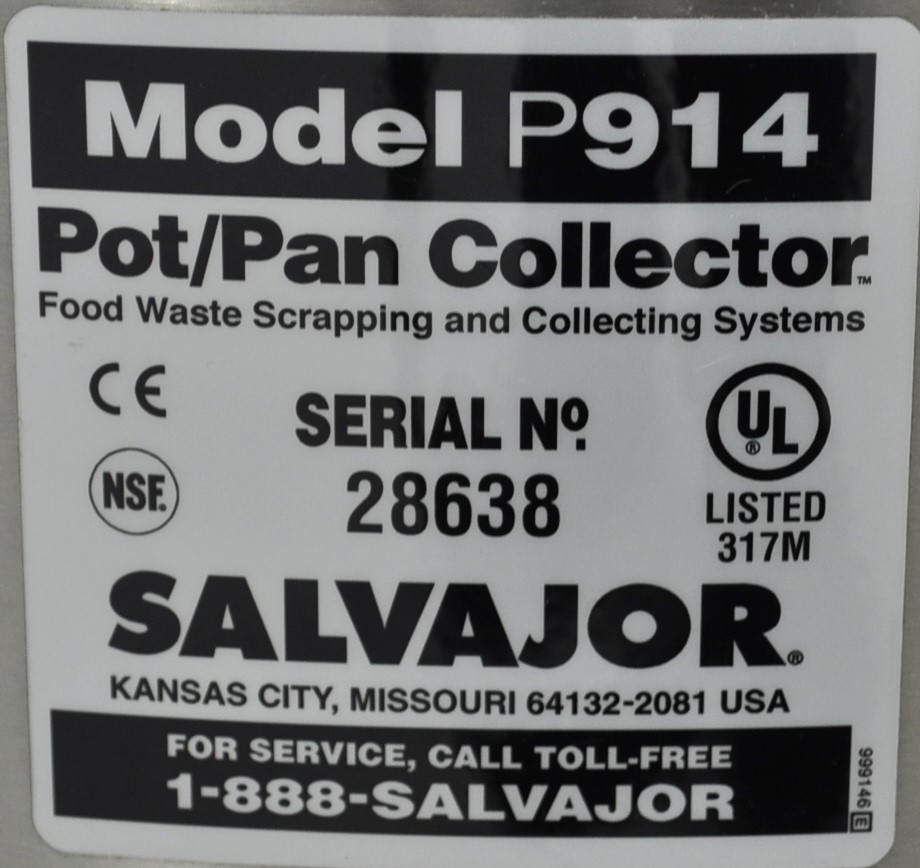 Model P914
Pot/Pan Collector™
Food Waste Scrapping and Collecting Systems
CE
NSF®
SERIAL Nº.
28638
UL®
LISTED
317M
SALVAJOR®
KANSAS CITY, MISSOURI 64132-2081 USA
FOR SERVICE, CALL TOLL-FREE
1-888-SALVAJOR
999146 E